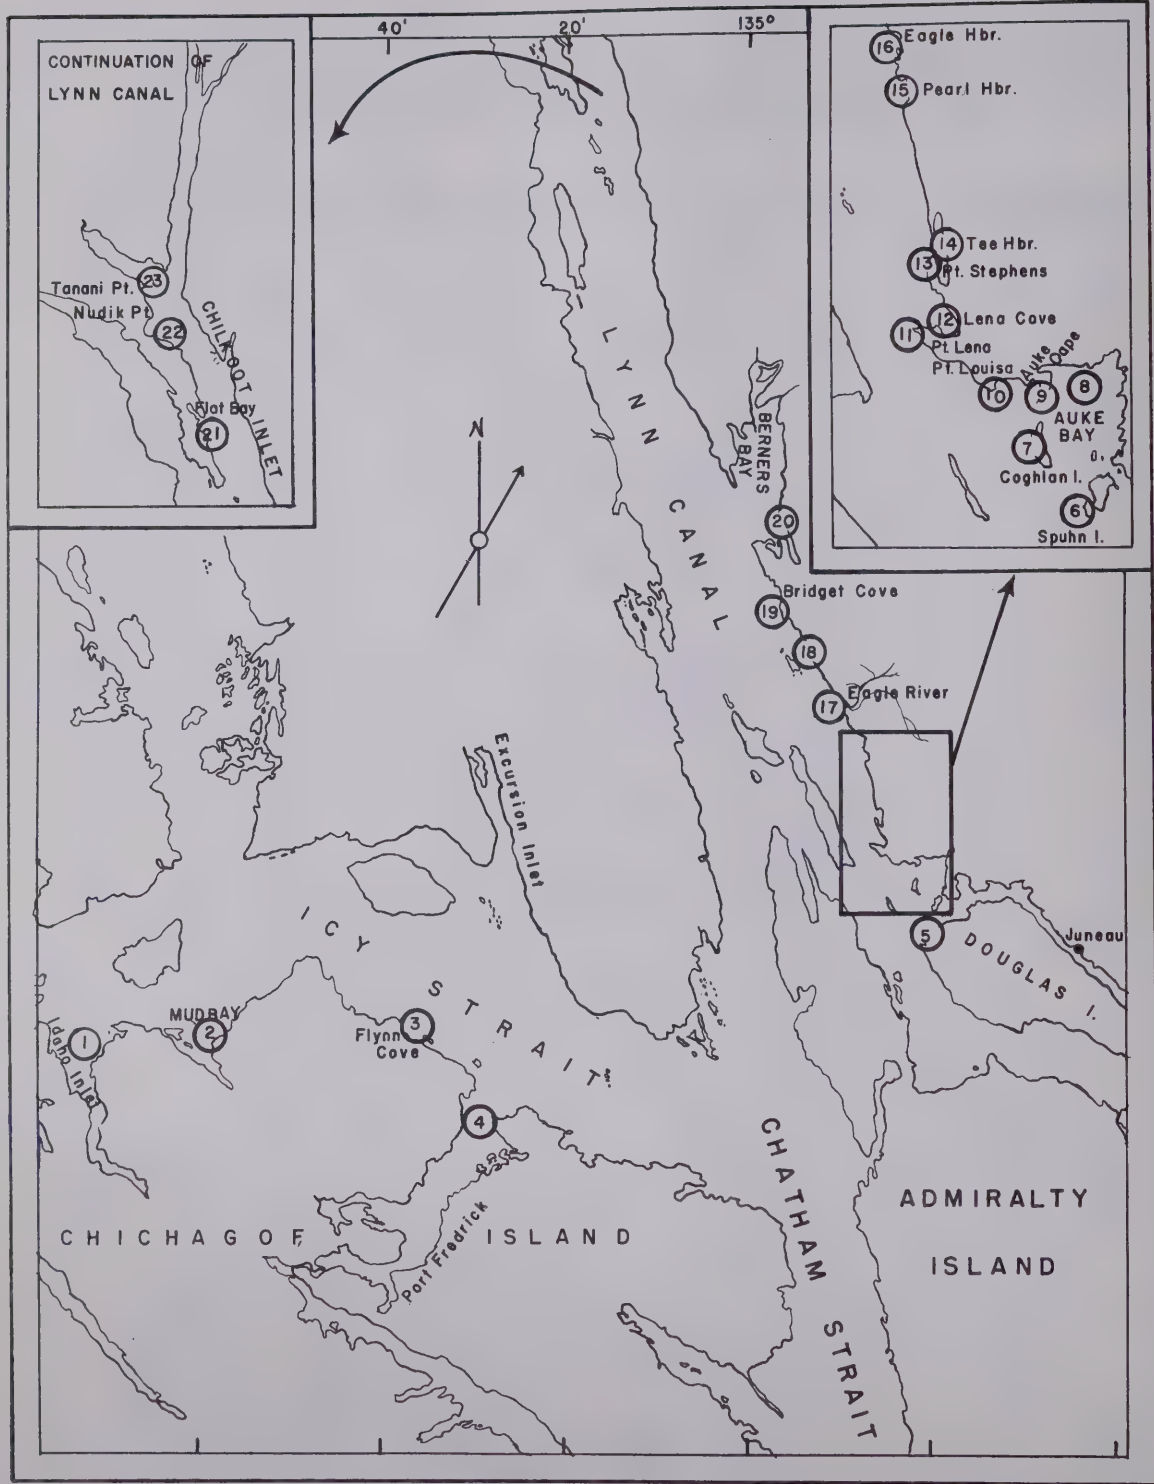 40'
20'
135°
CONTINUATION OF
LYNN CANAL
23
Tanani Pt.
Nudik Pt.
22
CHILKOOT INLET
Flat Bay
21
16 Eagle Hbr.
15 Pearl Hbr.
14 Tee Hbr.
13 Pt. Stephens
12 Lena Cove
11 Pt. Lena
Pt. Louisa
10
Auke Cape
9
8
AUKE
BAY
7
Coghlan I.
6
Spuhn I.
N
LYNN CANAL
BERNERS
BAY
20
Bridget Cove
19
18
Eagle River
17
Excursion Inlet
ICY STRAIT
5
DOUGLAS I.
Juneau
Idaho Inlet
1
MUD BAY
2
3
Flynn
Cove
4
CHATHAM STRAIT
ADMIRALTY
ISLAND
CHICHAGOF ISLAND
Port Fredrick